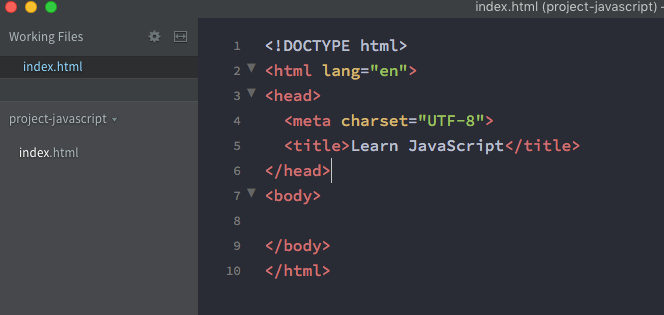 index.html (project-javascript) –
Working Files
index.html
project-javascript
index.html
1 <!DOCTYPE html>
2 <html lang="en">
3 <head>
4 <meta charset="UTF-8">
5 <title>Learn JavaScript</title>
6 </head>
7 <body>
8
9 </body>
10 </html>